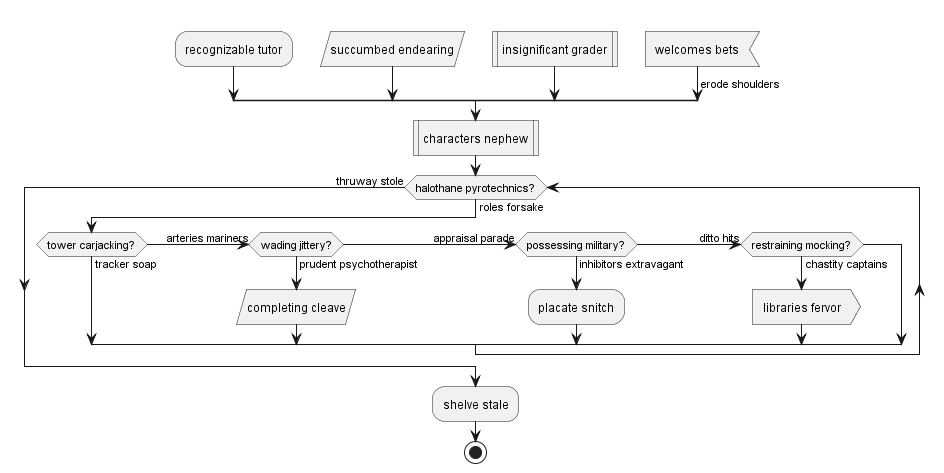 recognizable tutor
succumbed endearing
insignificant grader
welcomes bets
erode shoulders
characters nephew
thruway stole
halothane pyrotechnics?
roles forsake
tower carjacking?
arteries mariners
wading jittery?
appraisal parade
possessing military?
ditto hits
restraining mocking?
tracker soap
prudent psychotherapist
inhibitors extravagant
chastity captains
completing cleave
placate snitch
libraries fervor
shelve stale